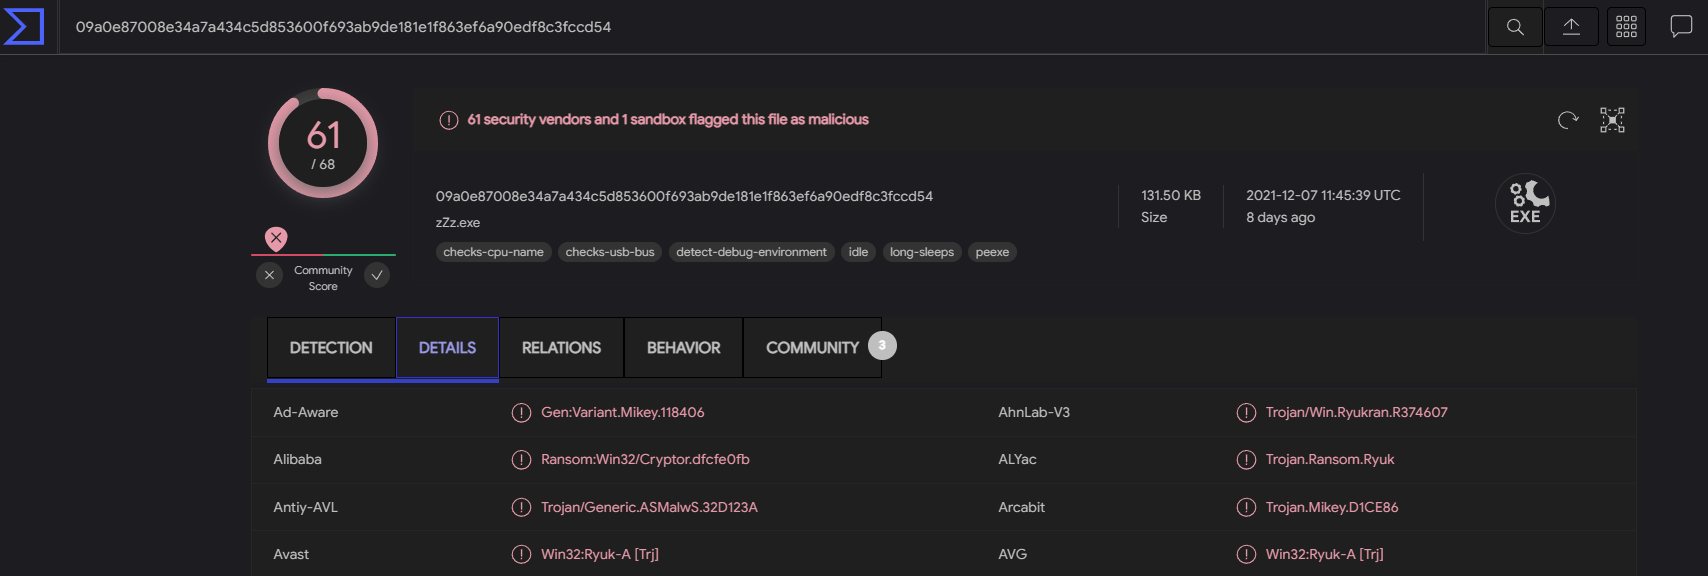 09a0e87008e34a7a434c5d853600f693ab9de181e1f863ef6a90edf8c3fccd54
61
/ 68
61 security vendors and 1 sandbox flagged this file as malicious
09a0e87008e34a7a434c5d853600f693ab9de181e1f863ef6a90edf8c3fccd54
zZz.exe
131.50 KB
Size
2021-12-07 11:45:39 UTC
8 days ago
EXE
checks-cpu-name checks-usb-bus detect-debug-environment idle long-sleeps peexe
Community
Score
DETECTION DETAILS RELATIONS BEHAVIOR COMMUNITY 3
Ad-Aware Gen:Variant.Mikey.118406 AhnLab-V3 Trojan/Win.Ryukran.R374607
Alibaba Ransom:Win32/Cryptor.dfcfe0fb ALYac Trojan.Ransom.Ryuk
Antiy-AVL Trojan/Generic.ASMalwS.32D123A Arcabit Trojan.Mikey.D1CE86
Avast Win32:Ryuk-A [Trj] AVG Win32:Ryuk-A [Trj]